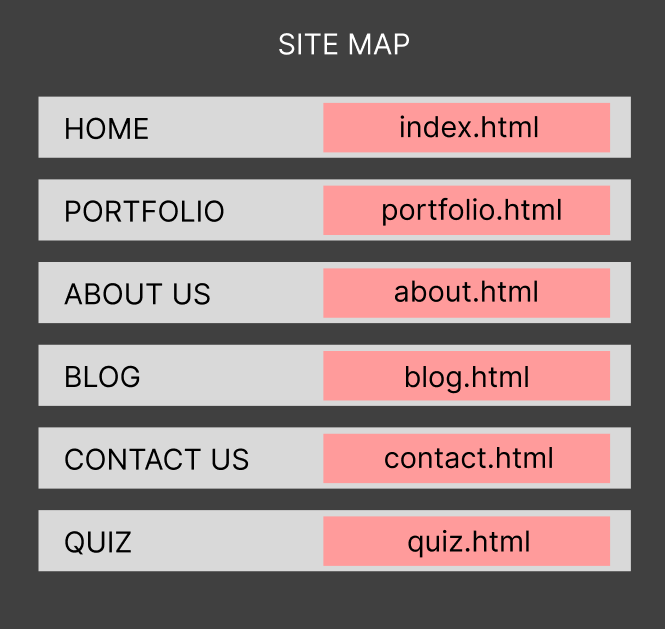 SITE MAP
HOME index.html
PORTFOLIO portfolio.html
ABOUT US about.html
BLOG blog.html
CONTACT US contact.html
QUIZ quiz.html